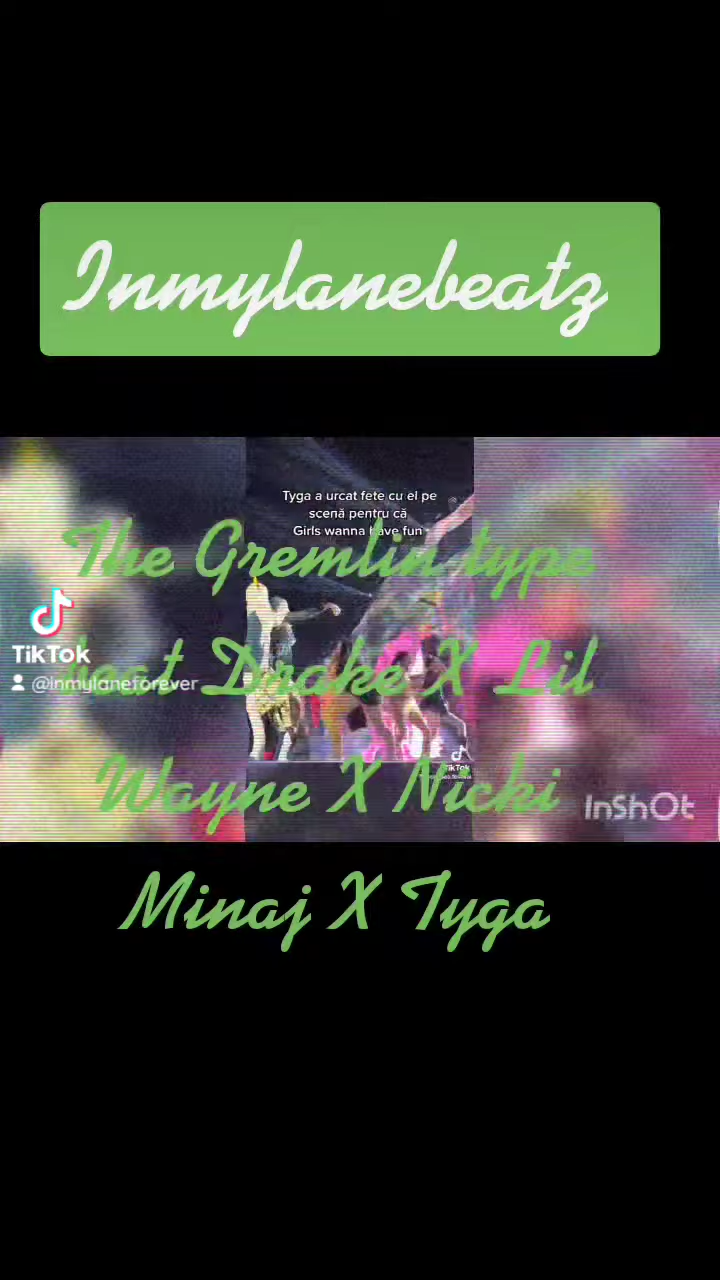 Inmylanebeatz
Tyga a urcat fete cu el pe
scenă pentru că
Girls wanna have fun
The Gremlin type
beat Drake X Lil
Wayne X Nicki
Minaj X Tyga
TikTok
@inmylaneforever
TikTok
InShOt